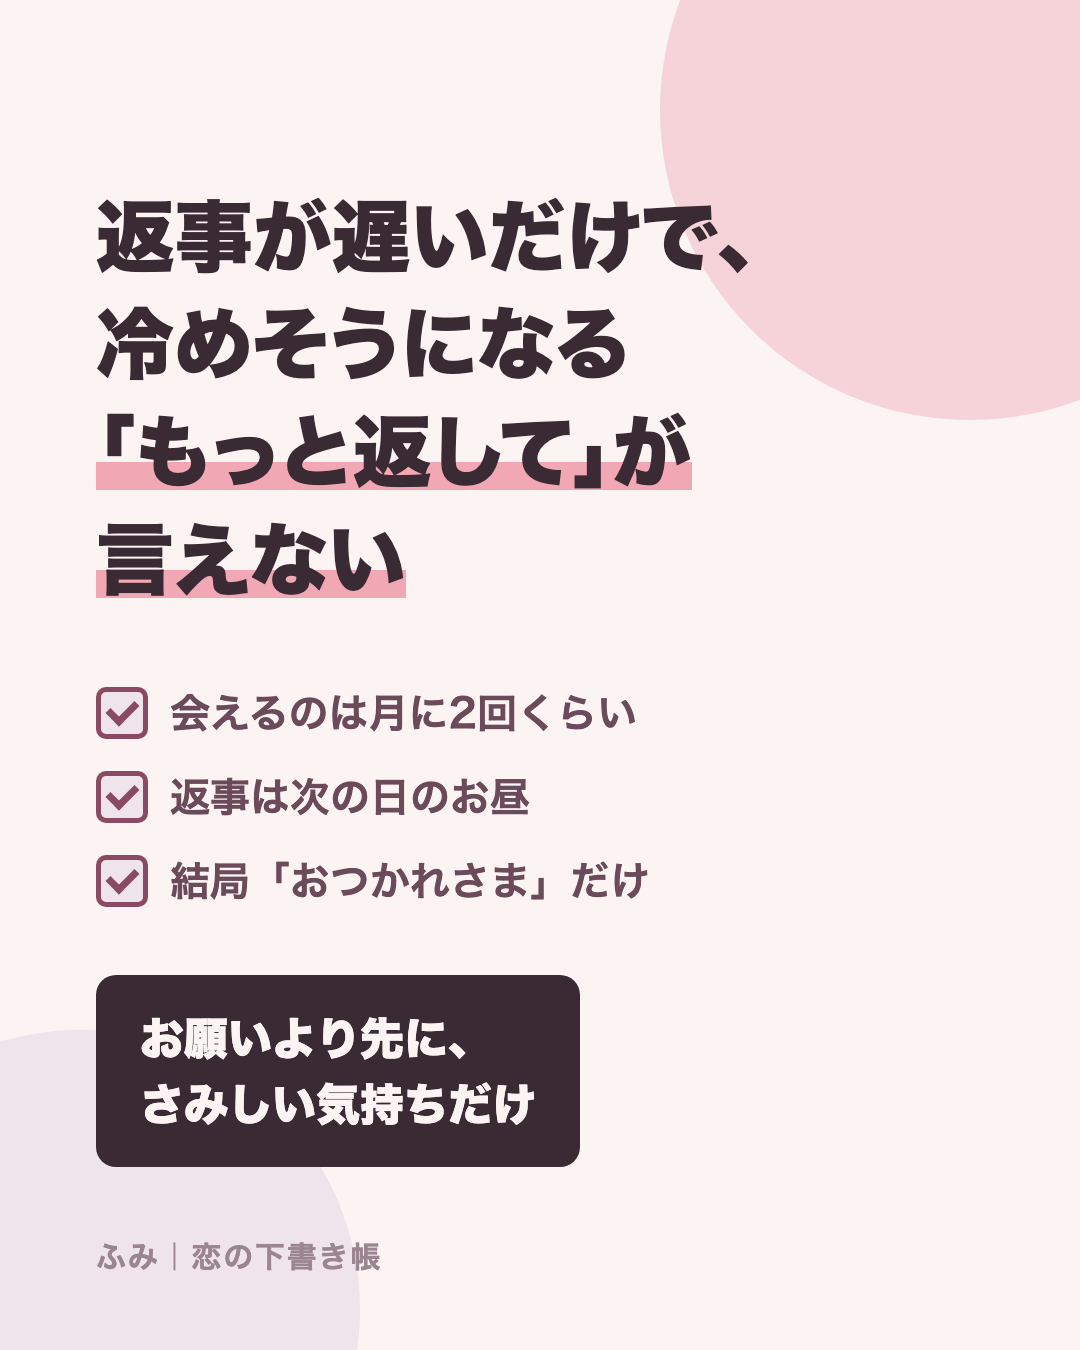 返事が遅いだけで、
冷めそうになる
「もっと返して」が
言えない
会えるのは月に2回くらい
返事は次の日のお昼
結局「おつかれさま」だけ
お願いより先に、
さみしい気持ちだけ
ふみ｜恋の下書き帳